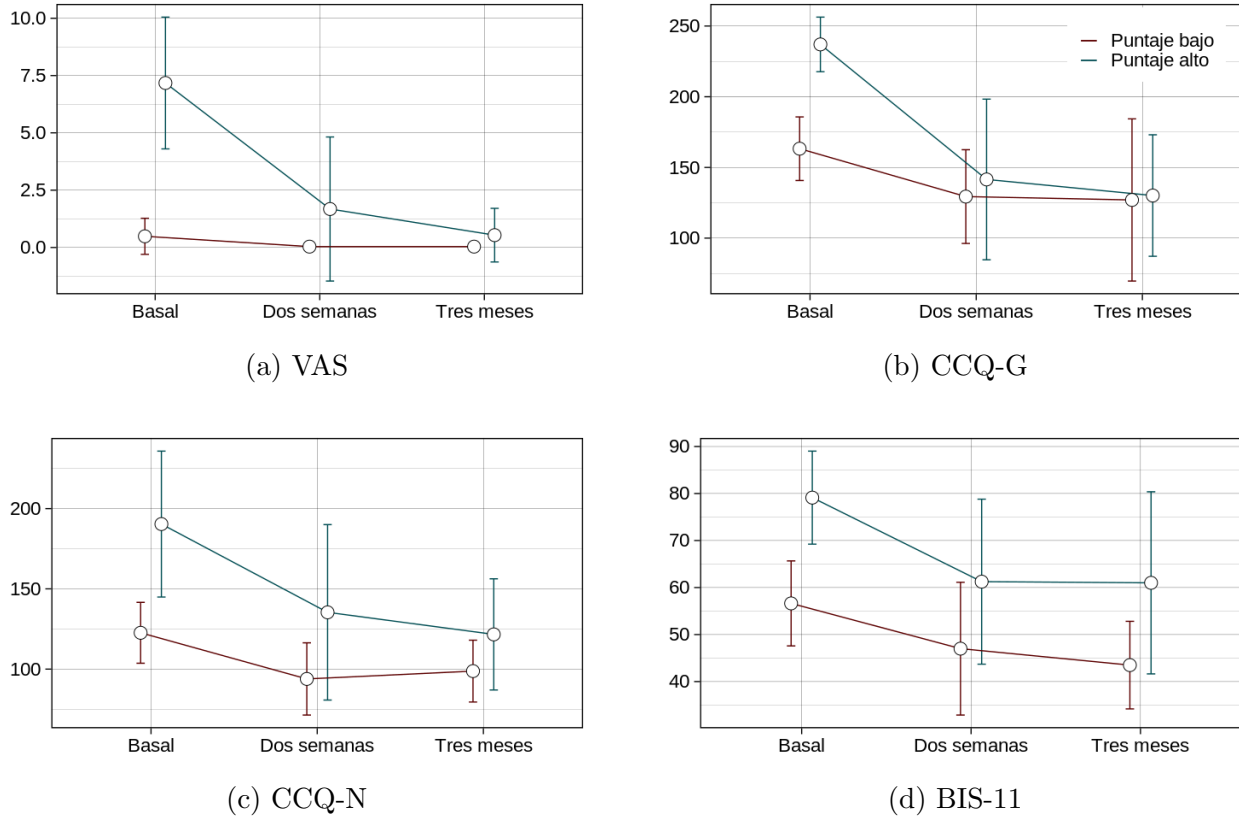 10.0
7.5
5.0
2.5
0.0
Basal
Dos semanas
Tres meses
(a) VAS
250
200
150
100
Puntaje bajo
Puntaje alto
Basal
Dos semanas
Tres meses
(b) CCQ-G
200
150
100
Basal
Dos semanas
Tres meses
(c) CCQ-N
90
80
70
60
50
40
Basal
Dos semanas
Tres meses
(d) BIS-11